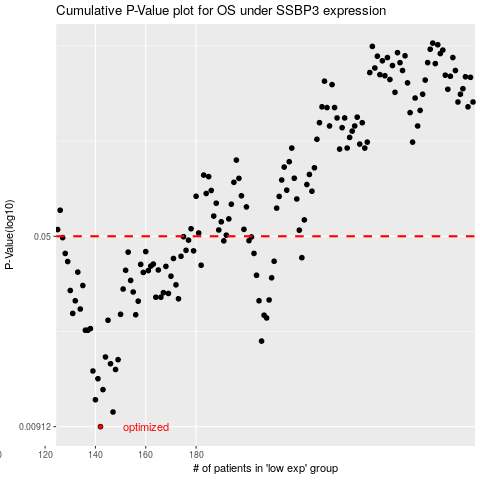 Cumulative P-Value plot for OS under SSBP3 expression
P-Value(log10)
0.05
0.00912
optimized
0 120 140 160 180
# of patients in 'low exp' group